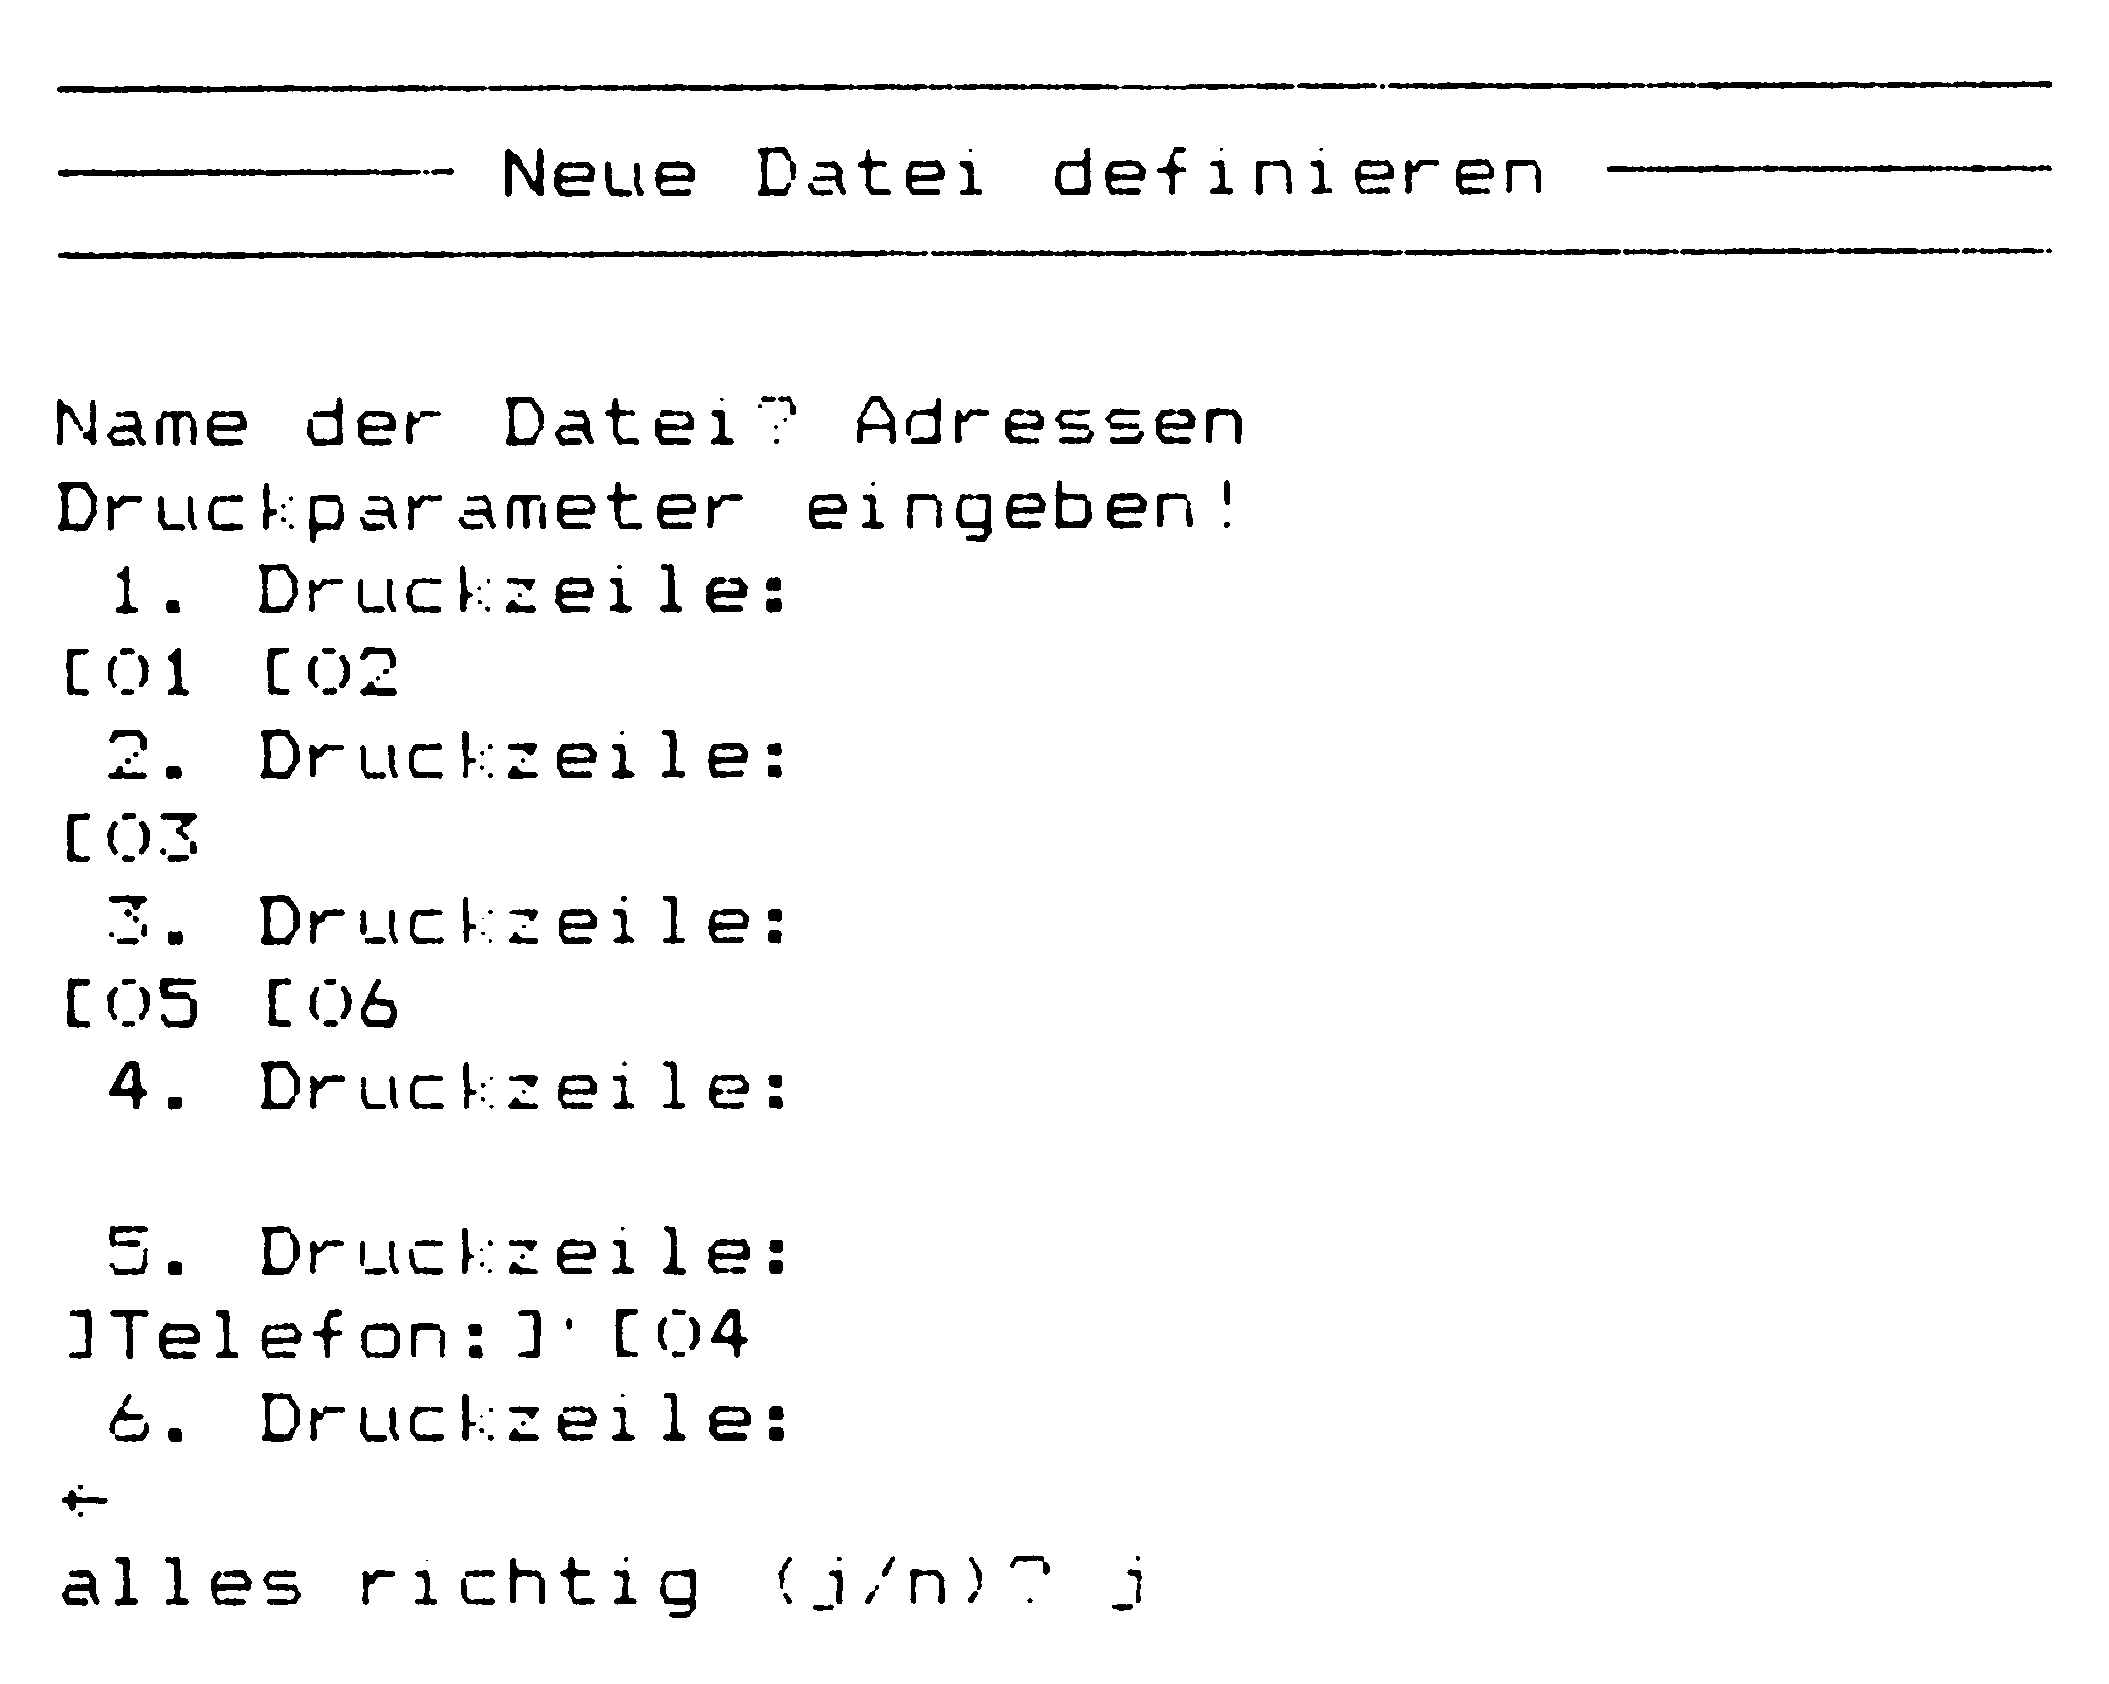 Neue Datei definieren
Name der Datei? Adressen
Druckparameter eingeben!
1. Druckzeile:
[01 [02
2. Druckzeile:
[03
3. Druckzeile:
[05 [06
4. Druckzeile:
5. Druckzeile:
]Telefon:]' [04
6. Druckzeile:
←
alles richtig (j/n)? j